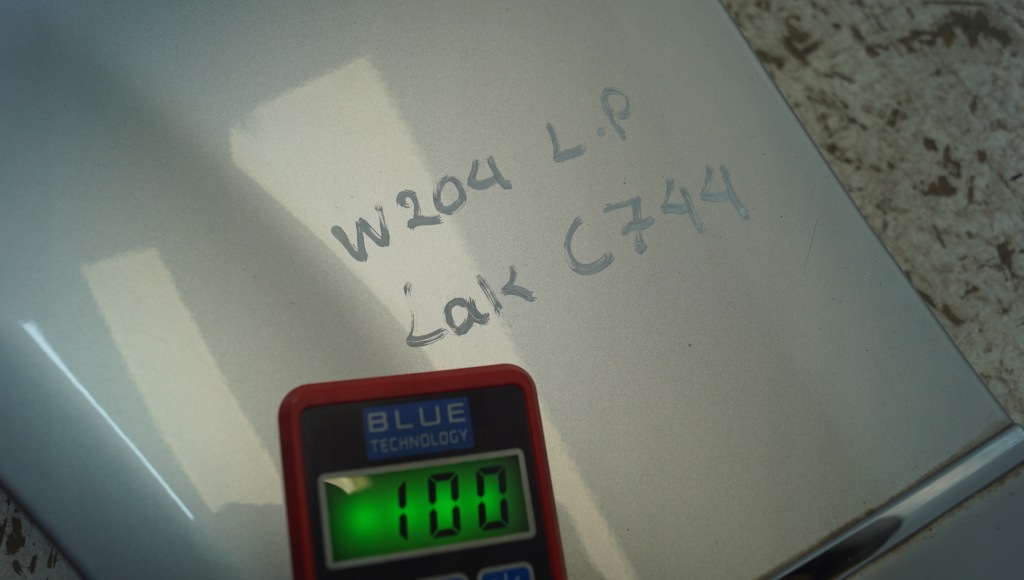 W204 L.P
Lak C744
BLUE
TECHNOLOGY
100